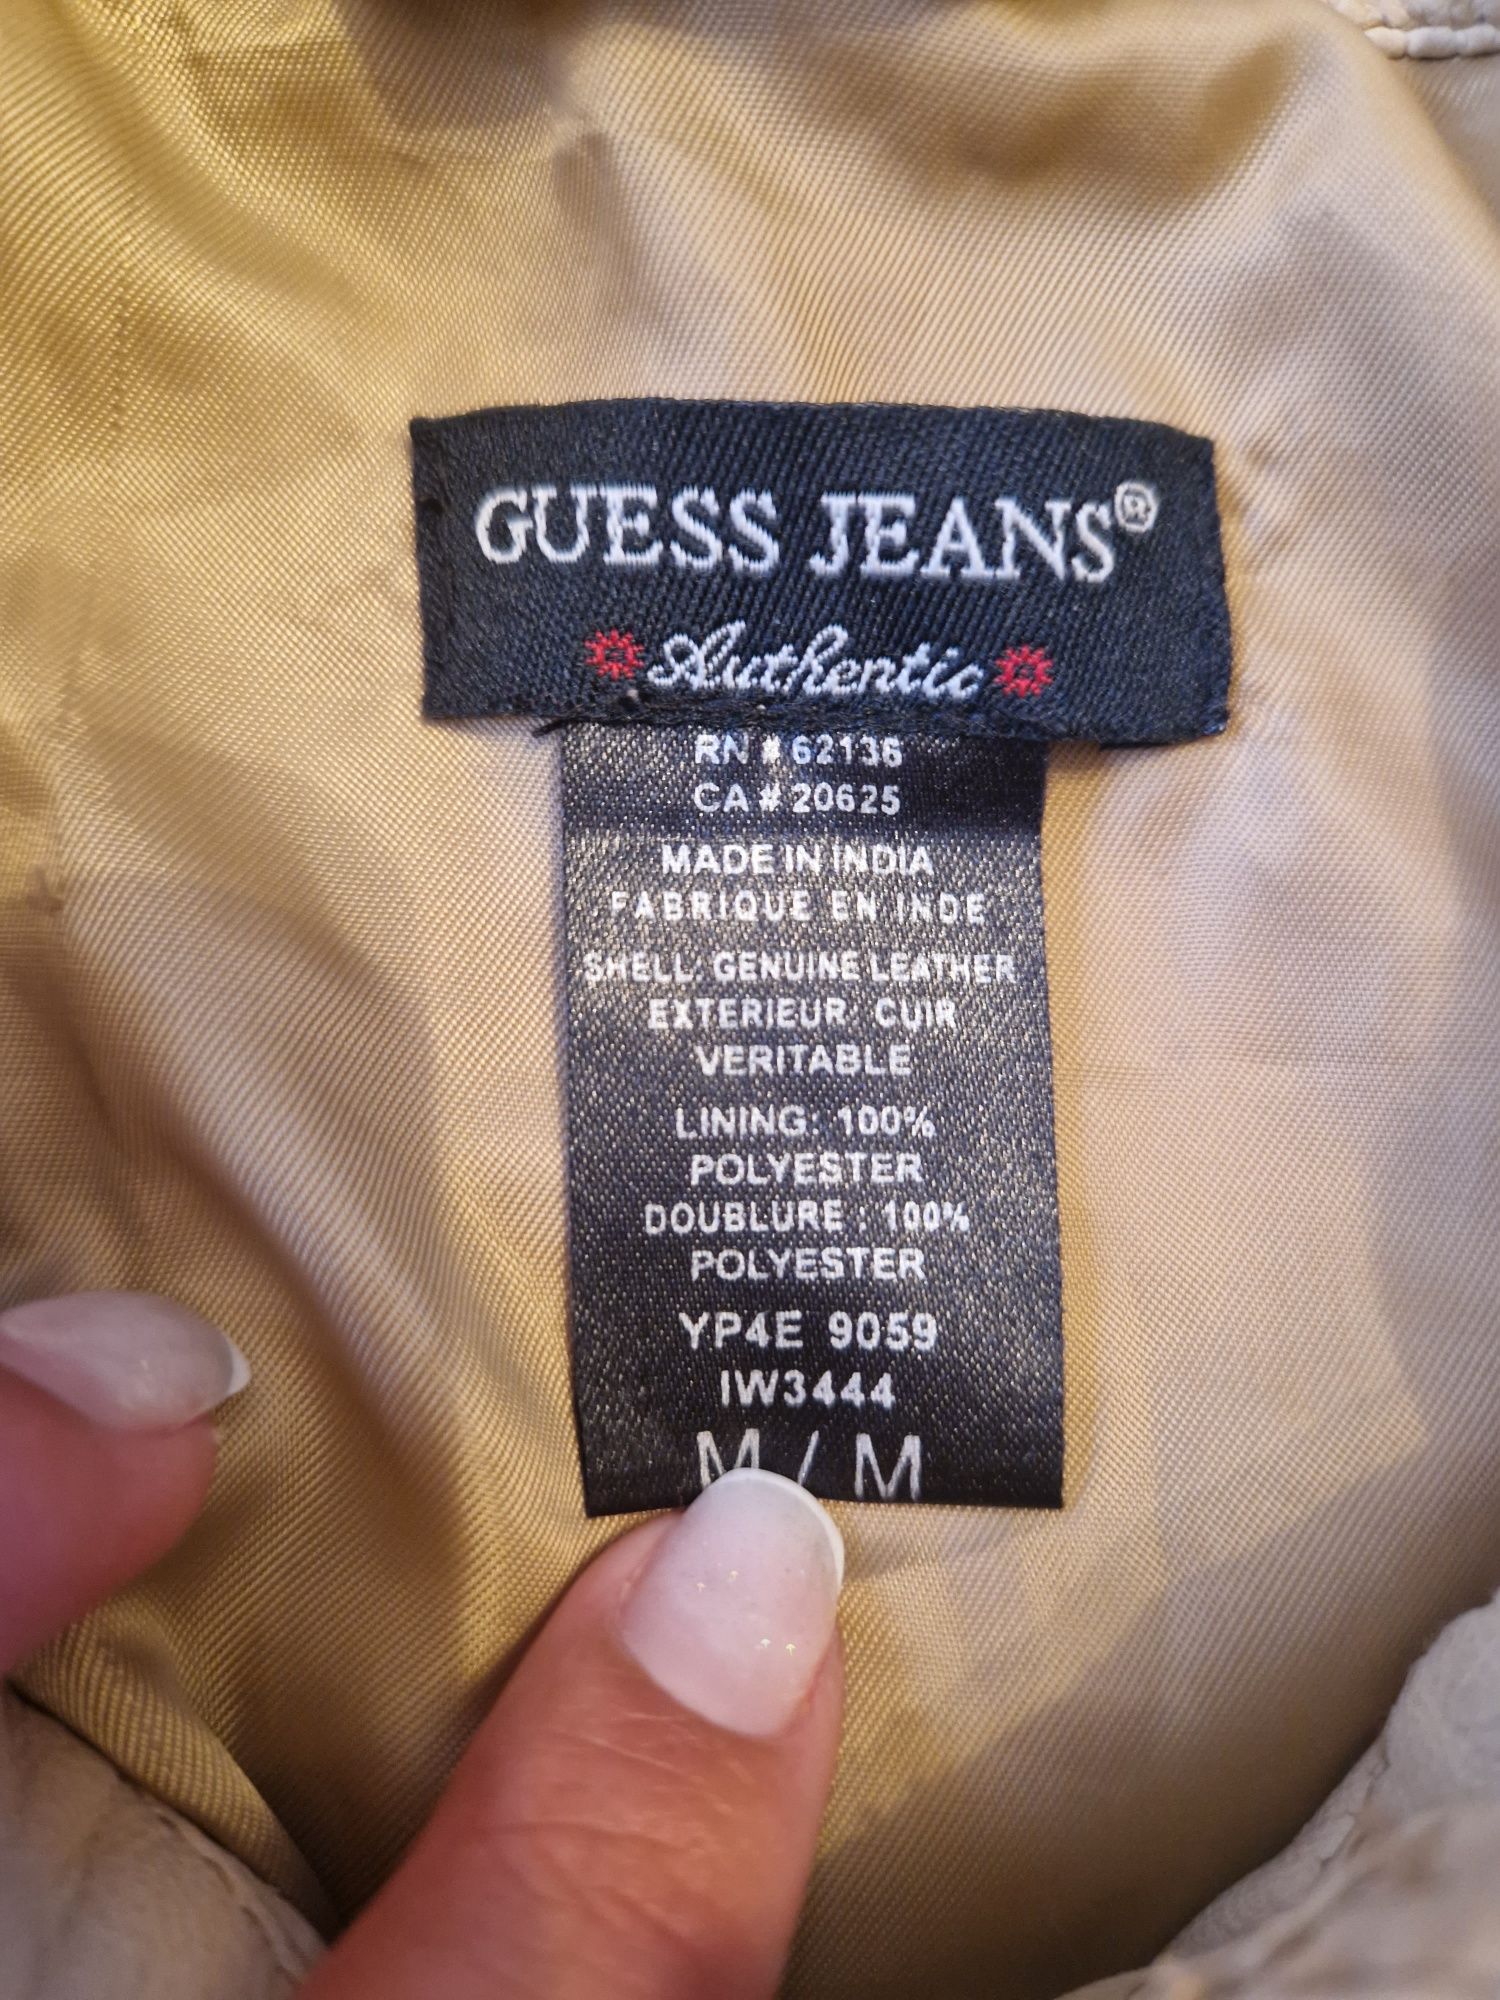 GUESS JEANS®
Authentic
RN # 62136
CA # 20625
MADE IN INDIA
FABRIQUE EN INDE
SHELL: GENUINE LEATHER
EXTERIEUR: CUIR
VERITABLE
LINING: 100%
POLYESTER
DOUBLURE : 100%
POLYESTER
YP4E 9059
IW3444
M / M